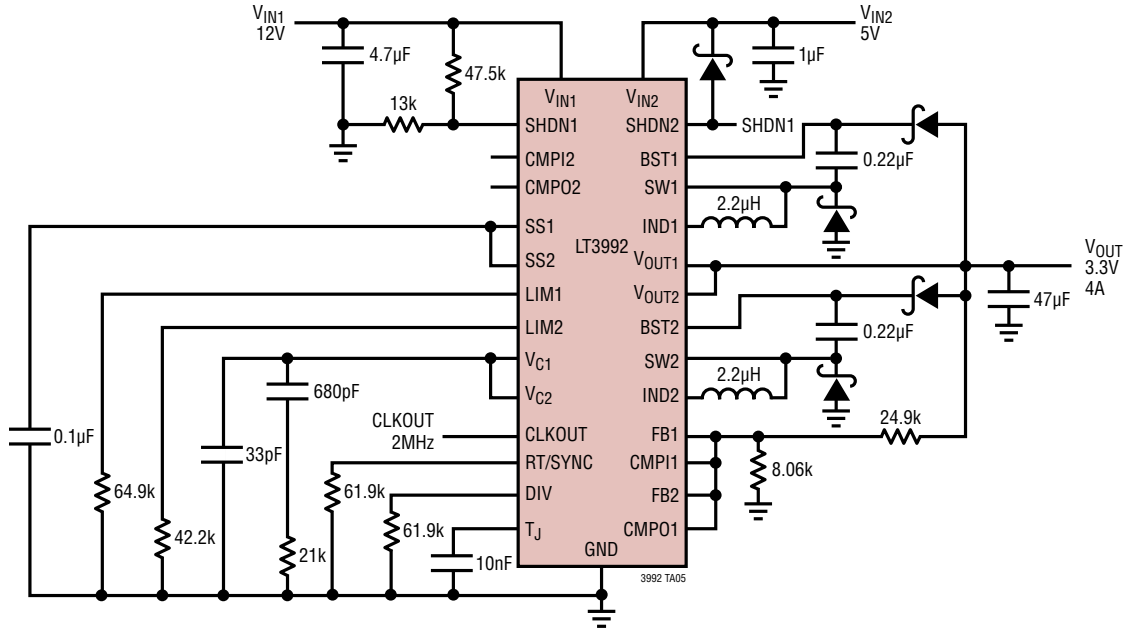 VIN1
12V
4.7µF
47.5k
13k
VIN1
VIN2
VIN2
5V
1µF
SHDN1
SHDN2
SHDN1
CMPI2
BST1
0.22µF
CMPO2
SW1
2.2µH
SS1
IND1
LT3992
SS2
VOUT1
VOUT
3.3V
4A
LIM1
VOUT2
47µF
LIM2
BST2
0.22µF
VC1
SW2
2.2µH
680pF
VC2
IND2
CLKOUT
2MHz
CLKOUT
FB1
24.9k
0.1µF
33pF
RT/SYNC
CMPI1
8.06k
64.9k
61.9k
DIV
FB2
42.2k
61.9k
TJ
CMPO1
21k
10nF
GND
3992 TA05